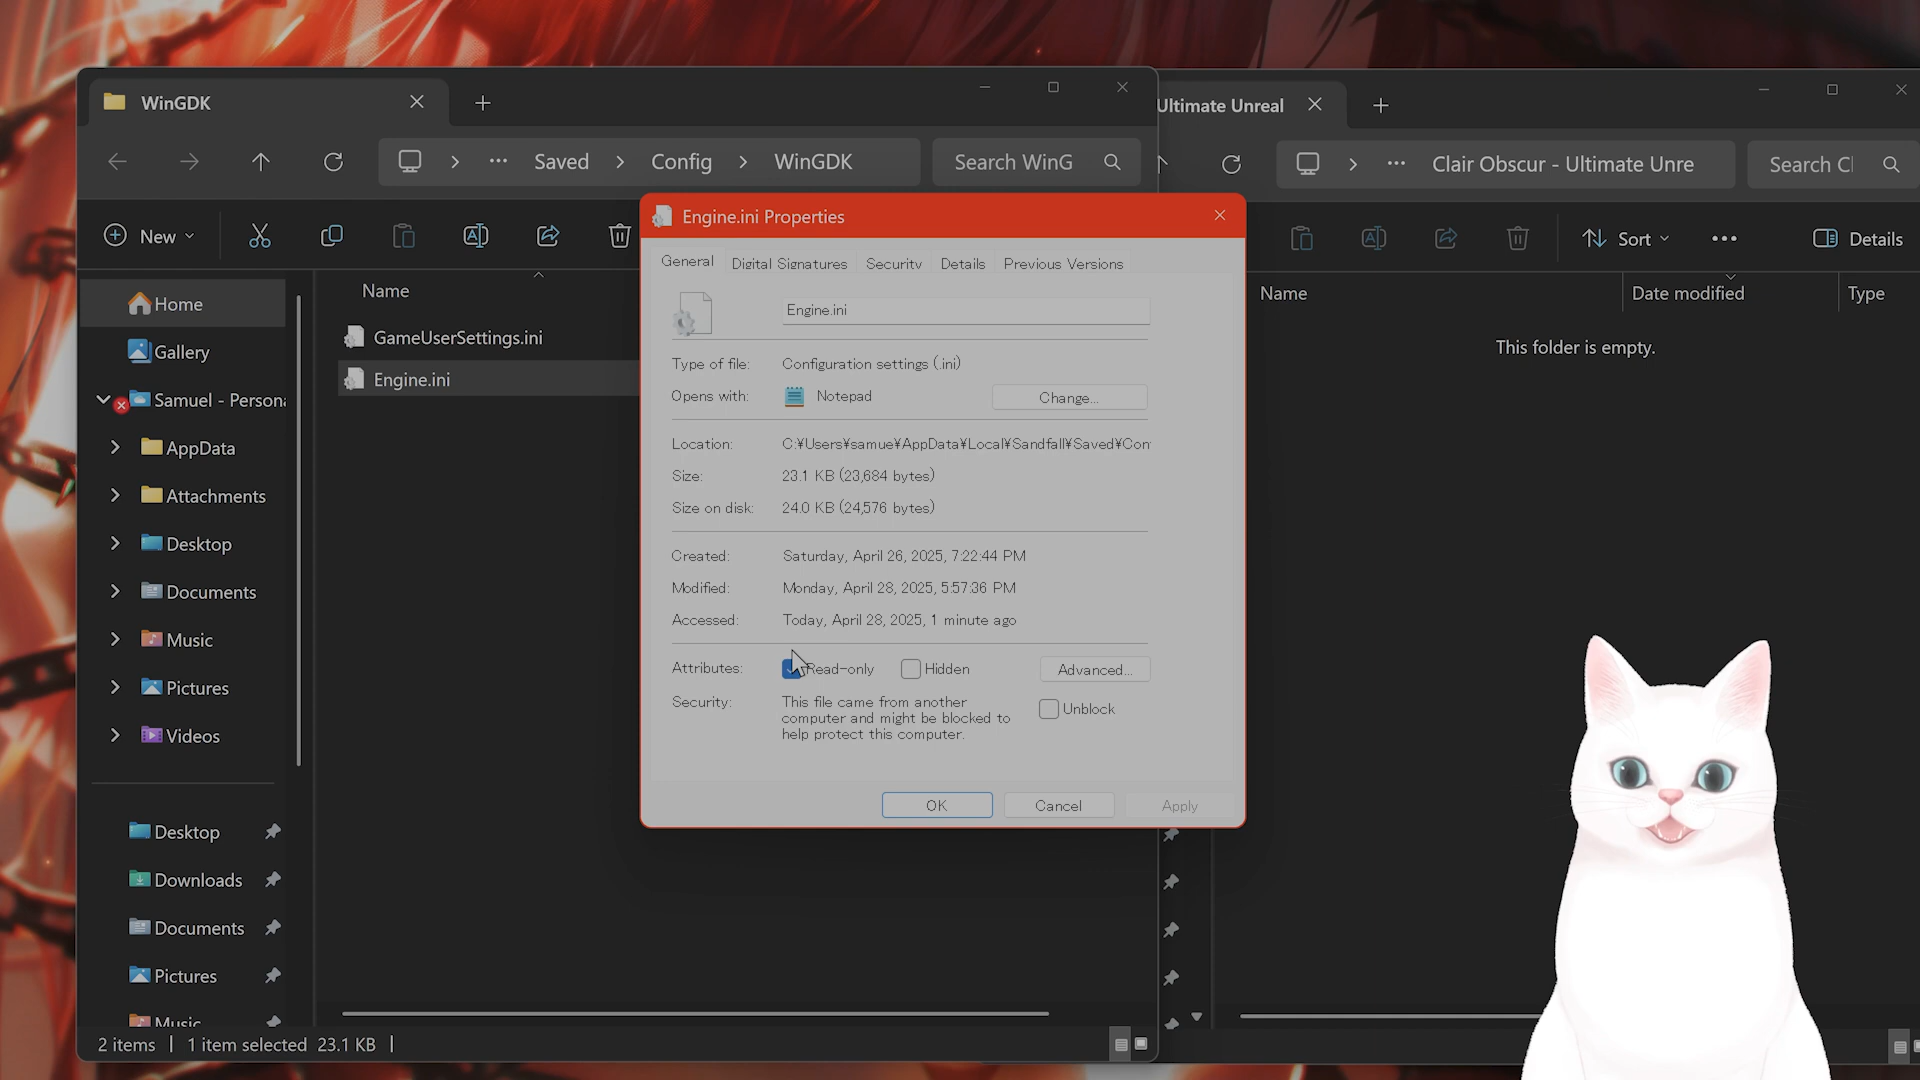 WinGDK
Ultimate Unreal
Saved
Config
WinGDK
Search WinG
Clair Obscur - Ultimate Unre
Search Cl
New
Sort
Details
Engine.ini Properties
General
Digital Signatures
Security
Details
Previous Versions
Home
Gallery
Samuel - Persona
AppData
Attachments
Desktop
Documents
Music
Pictures
Videos
Desktop
Downloads
Documents
Pictures
Music
Name
GameUserSettings.ini
Engine.ini
Engine.ini
Type of file: Configuration settings (.ini)
Opens with: Notepad Change...
Location: C:¥Users¥samue¥AppData¥Local¥Sandfall¥Saved¥Con
Size: 23.1 KB (23,684 bytes)
Size on disk: 24.0 KB (24,576 bytes)
Created: Saturday, April 26, 2025, 7:22:44 PM
Modified: Monday, April 28, 2025, 5:57:36 PM
Accessed: Today, April 28, 2025, 1 minute ago
Attributes: Read-only Hidden Advanced...
Security: This file came from another
computer and might be blocked to
help protect this computer.
Unblock
OK Cancel Apply
Name Date modified Type
This folder is empty.
2 items 1 item selected 23.1 KB